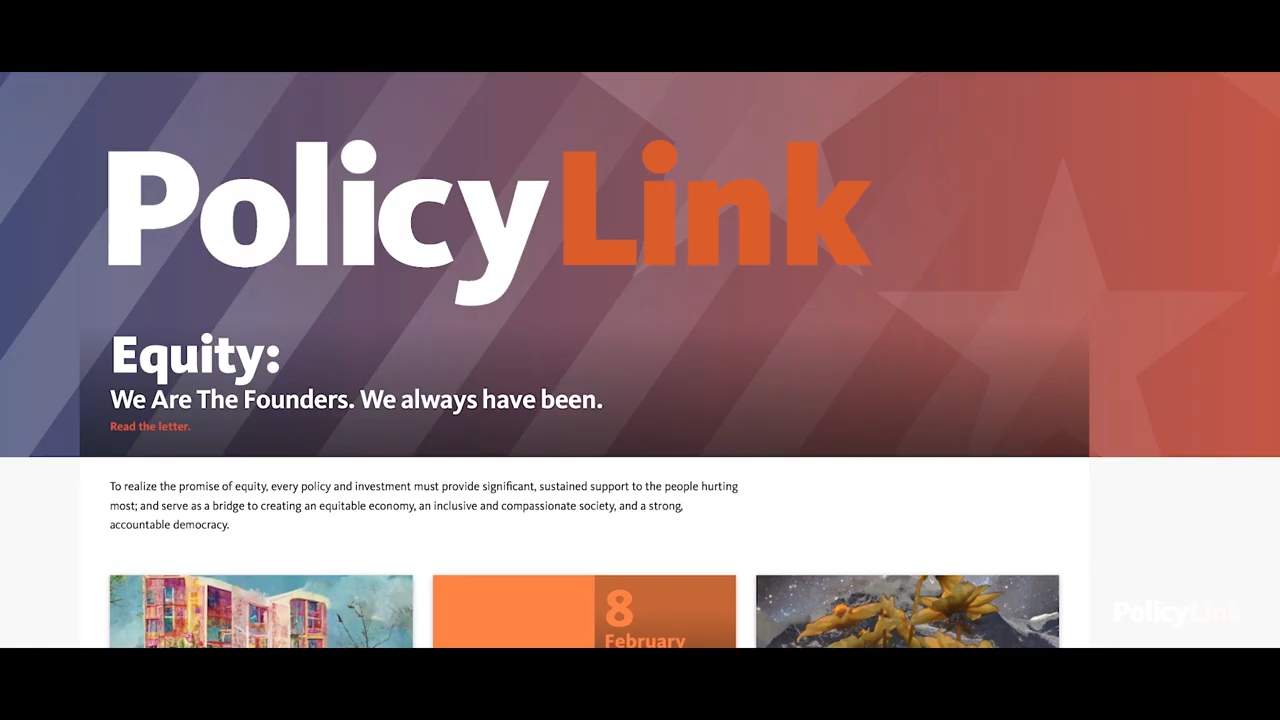 PolicyLink
Equity:
We Are The Founders. We always have been.
Read the letter.
To realize the promise of equity, every policy and investment must provide significant, sustained support to the people hurting
most; and serve as a bridge to creating an equitable economy, an inclusive and compassionate society, and a strong,
accountable democracy.
8
February
PolicyLink